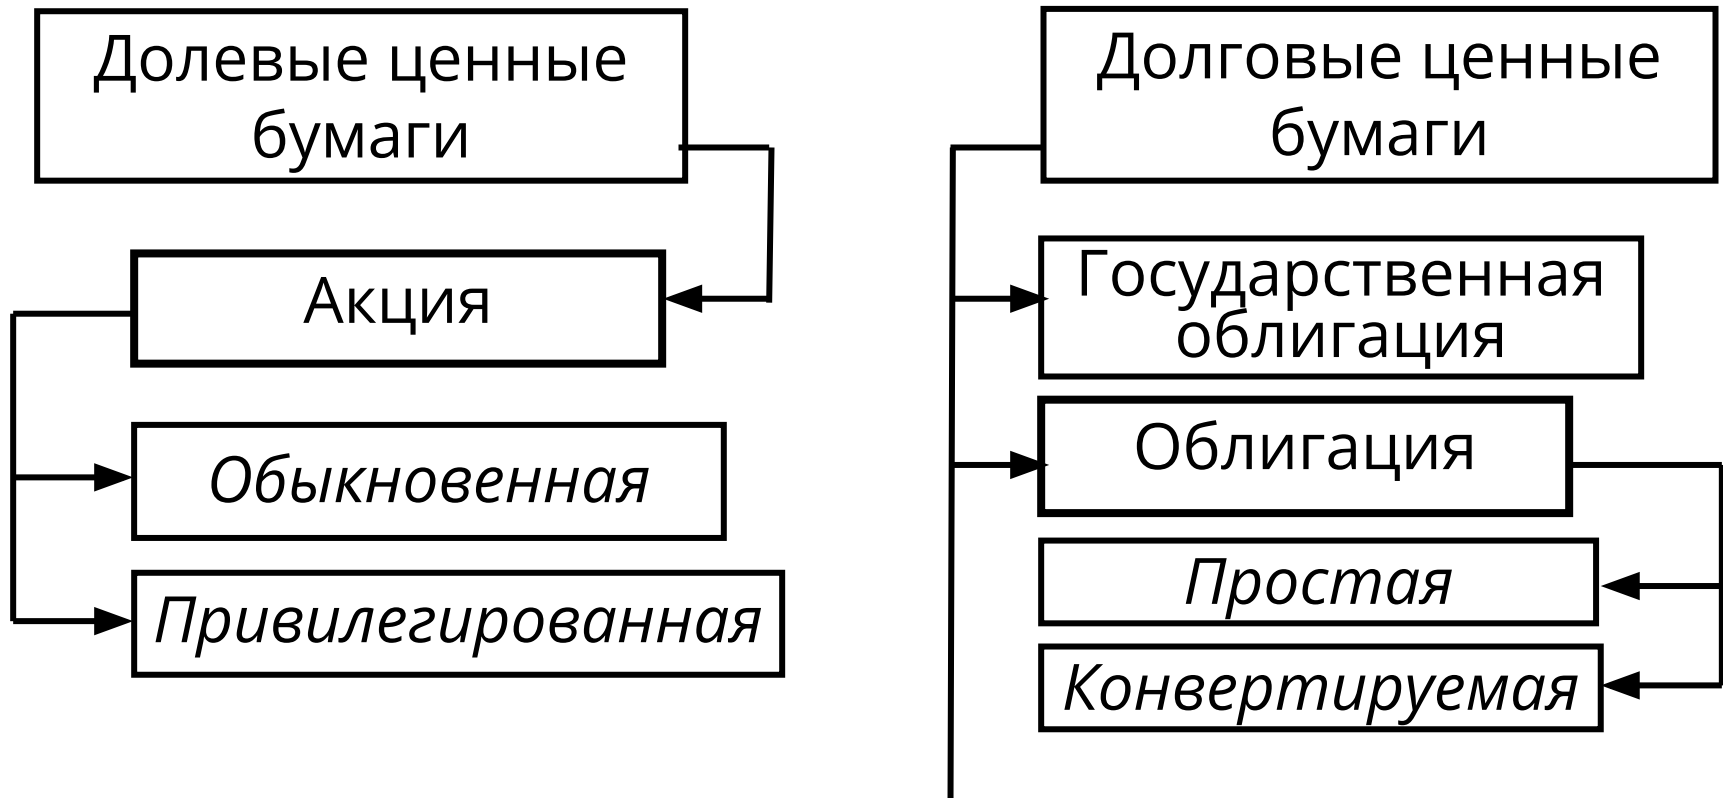 Долевые ценные
бумаги
Акция
Обыкновенная
Привилегированная
Долговые ценные
бумаги
Государственная
облигация
Облигация
Простая
Конвертируемая